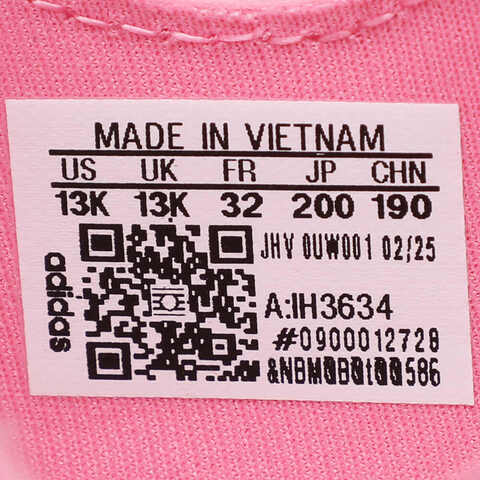 MADE IN VIETNAM
US UK FR JP CHN
13K 13K 32 200 190
JHV 0UW001 02/25
adidas
A:IH3634
#0900012728